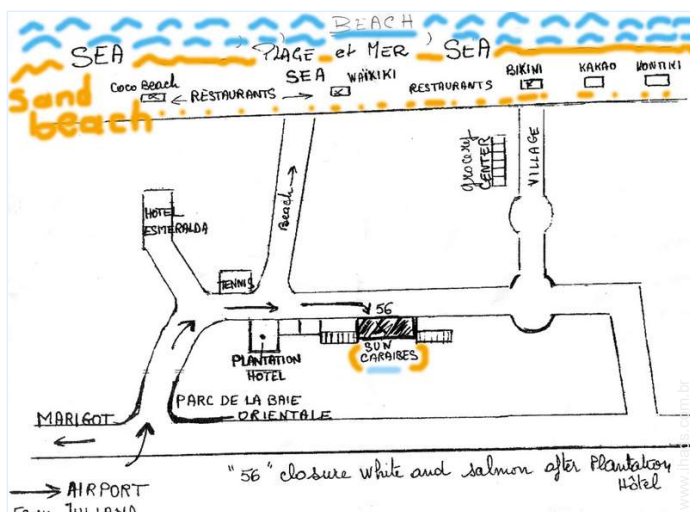 BEACH
SEA PLAGE et MER SEA
Sand beach
Coco Beach
← RESTAURANTS →
SEA
WAÏKIKI
RESTAURANTS
BIKINI
KAKAO
KONTIKI
grocery
CENTER
VILLAGE
Beach →
HOTEL
ESMERALDA
TENNIS
56
PLANTATION
HOTEL
SUN
CARAIBES
PARC DE LA BAIE
ORIENTALE
MARIGOT
"56" closure white and salmon after Plantation
Hôtel
→ AIRPORT
JULIANA